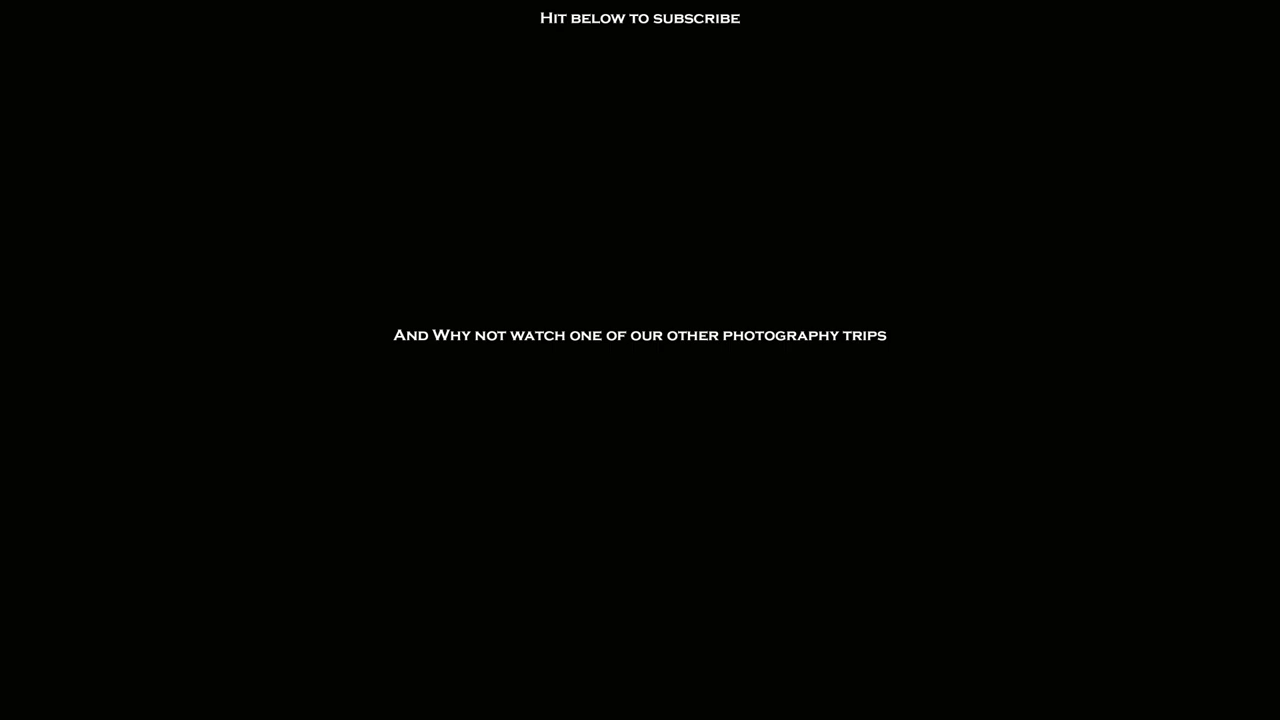 Hit below to subscribe
And Why not watch one of our other photography trips